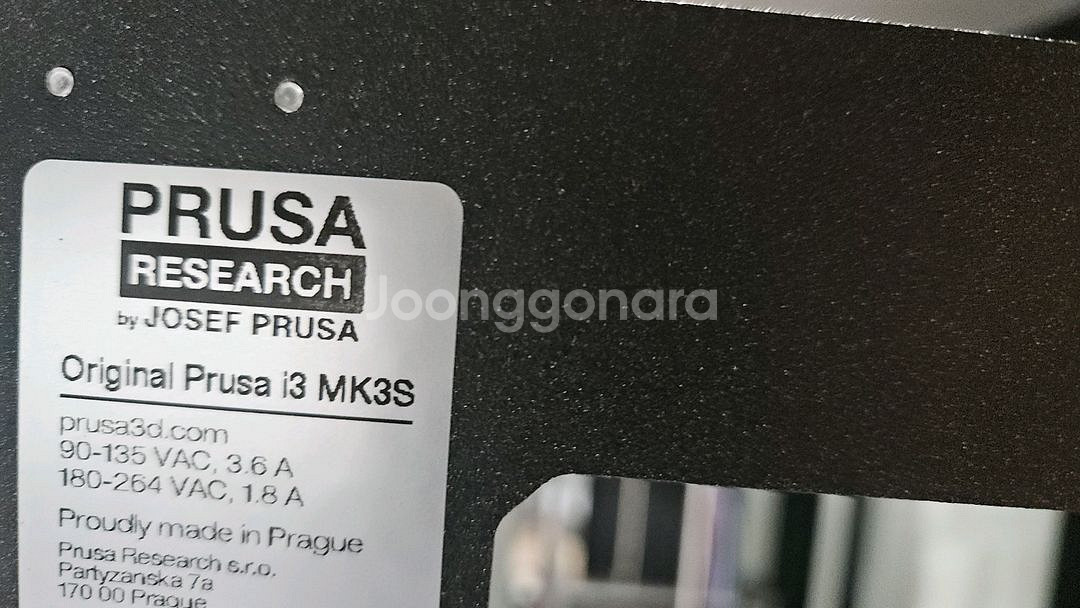 PRUSA
RESEARCH
by JOSEF PRUSA
Original Prusa i3 MK3S
prusa3d.com
90-135 VAC, 3.6 A
180-264 VAC, 1.8 A
Proudly made in Prague
Prusa Research s.r.o.
Partyzanska 7a
170 00 Prague
Joonggonara